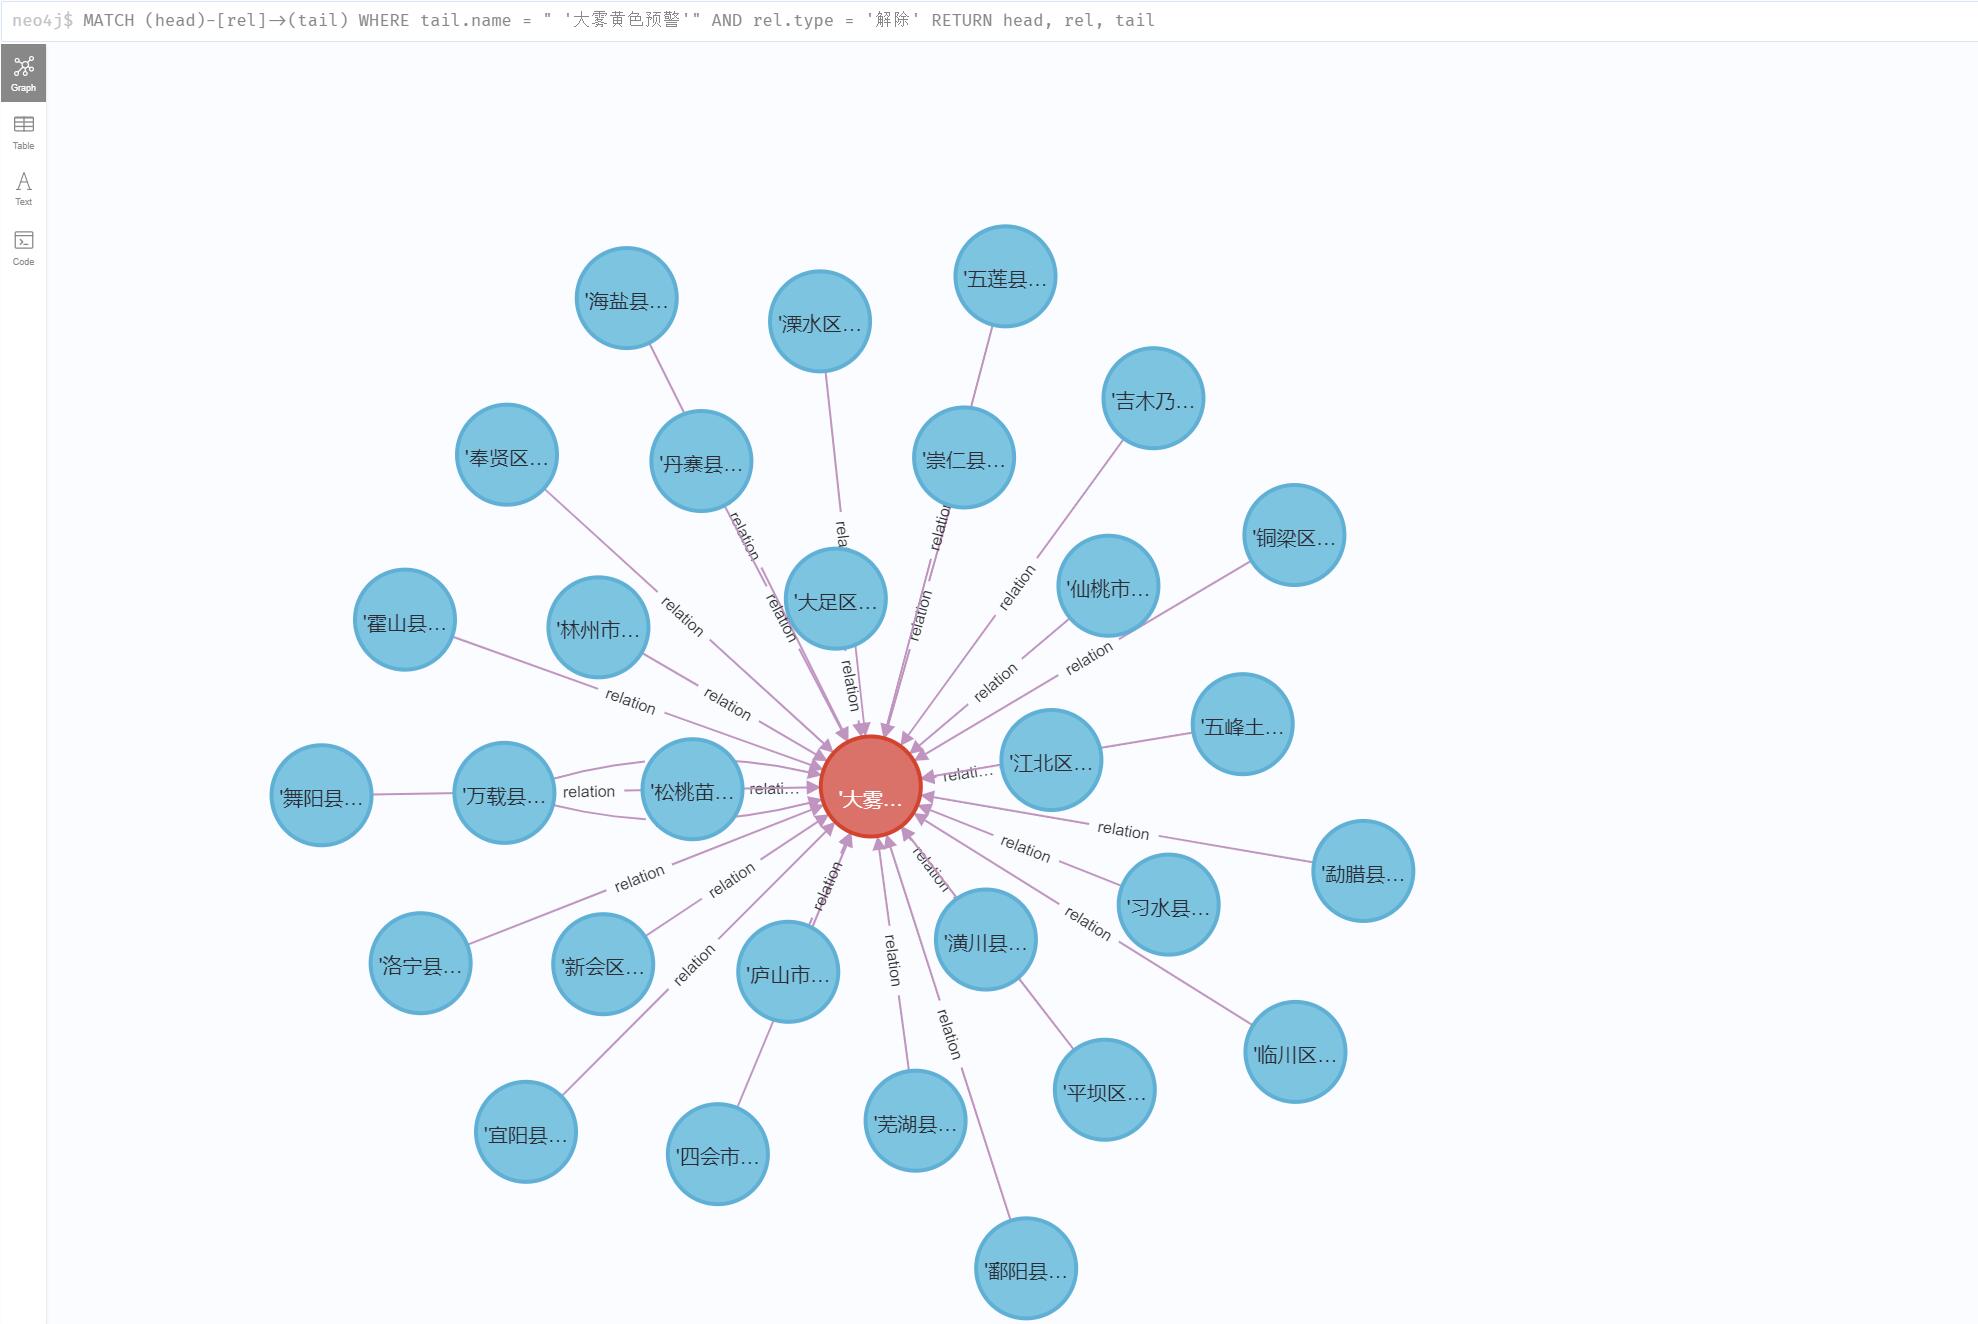 neo4j$ MATCH (head)-[rel]->(tail) WHERE tail.name = " '大雾黄色预警'" AND rel.type = '解除' RETURN head, rel, tail
Graph
Table
Text
Code
'五莲县…
'海盐县…
'溧水区…
'吉木乃…
'奉贤区…
'丹寨县…
'崇仁县…
'铜梁区…
relation
rela
relation
'仙桃市…
'大足区…
relation
relation
relation
relation
'霍山县…
'林州市…
relation
relation
relation
relation
relation
relation
'五峰土…
'江北区…
relati…
'舞阳县…
'万载县…
relation
'松桃苗…
relati…
'大雾…
relation
relation
'勐腊县…
relation
relation
relation
relation
'习水县…
relation
'潢川县…
relation
relation
'洛宁县…
'新会区…
'庐山市…
relation
'临川区…
'平坝区…
'芜湖县…
'宜阳县…
'四会市…
'鄱阳县…